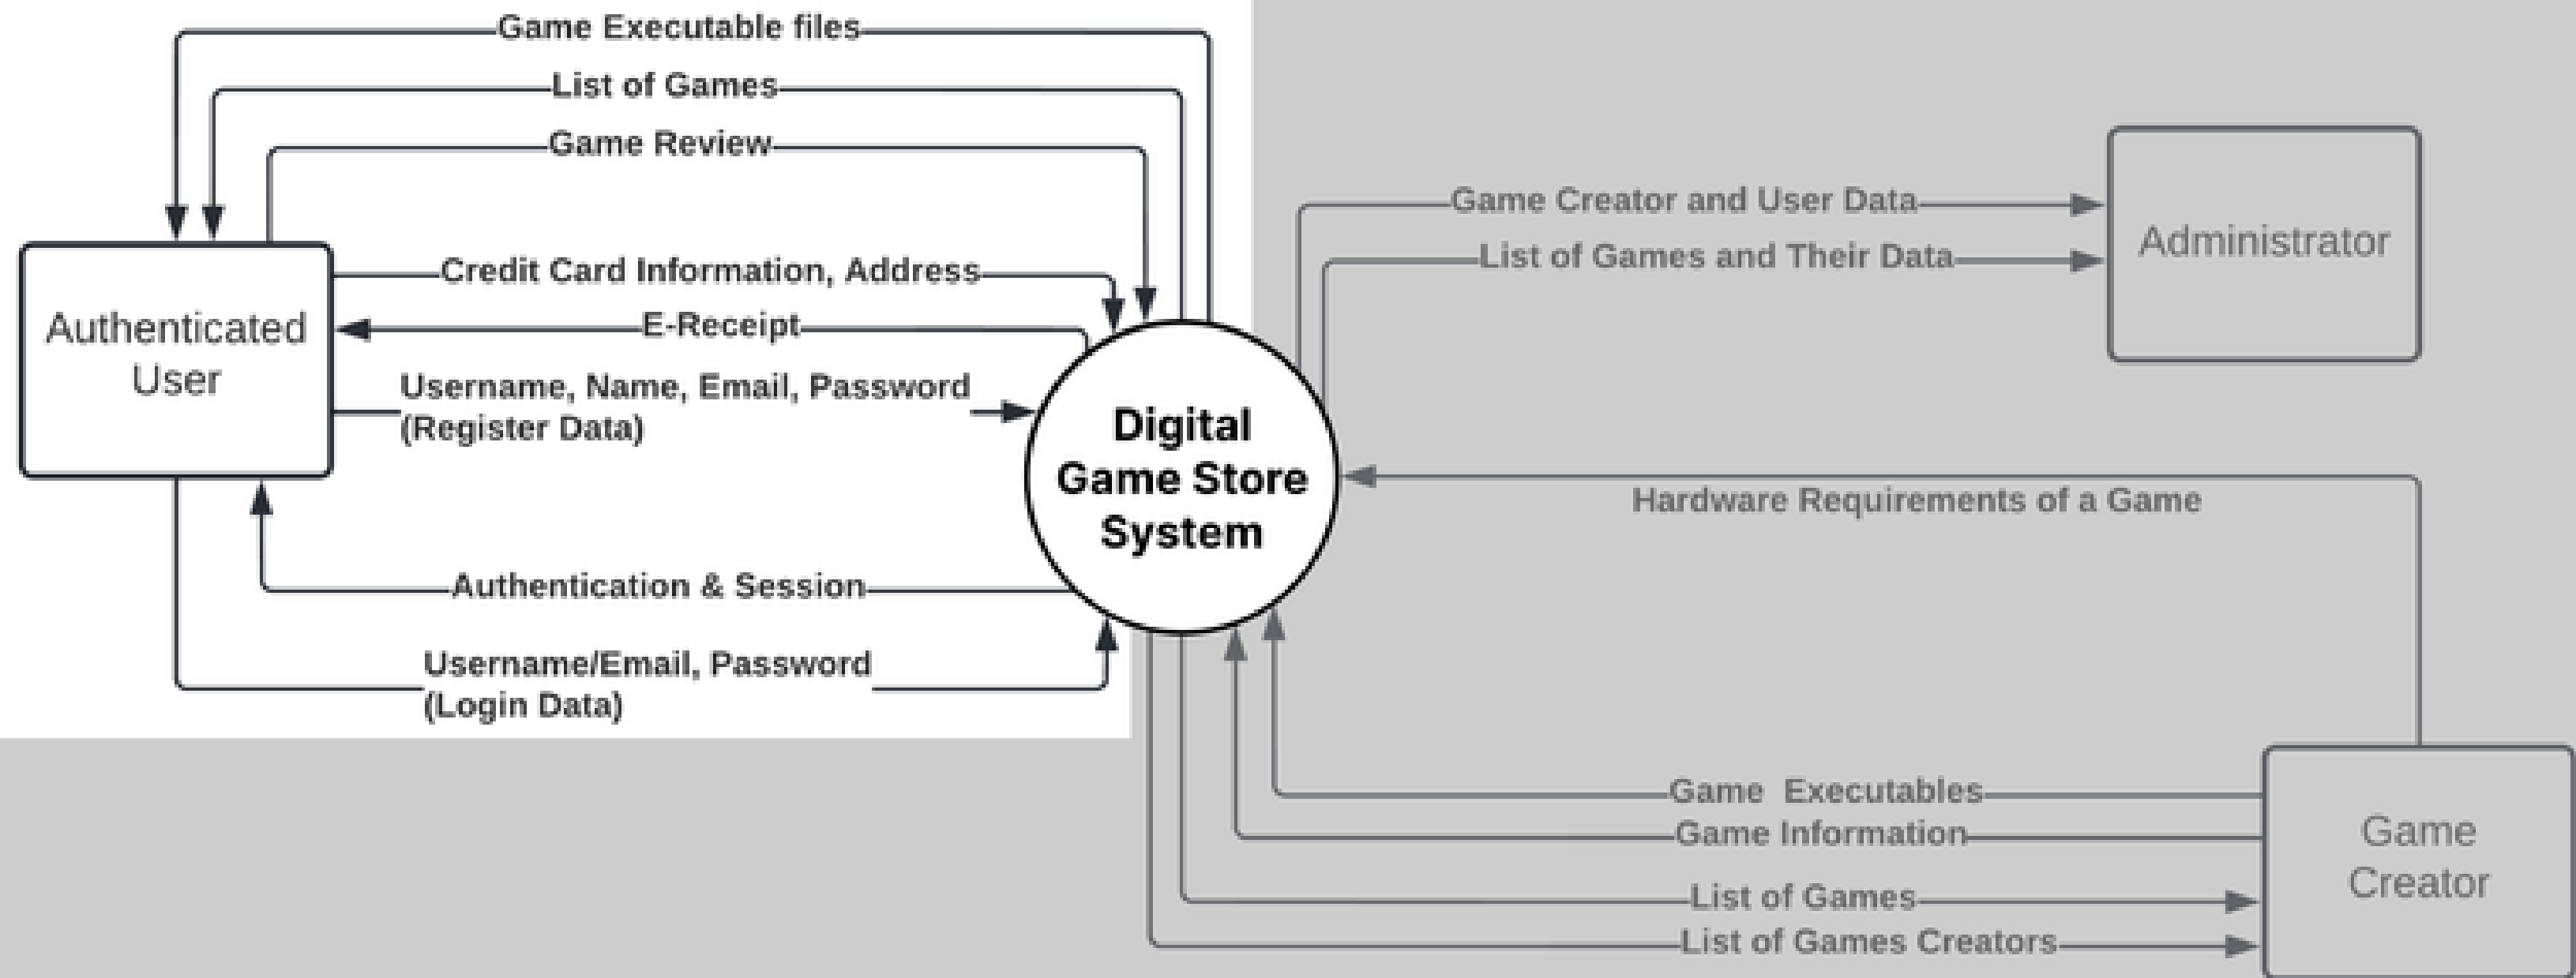 Game Executable files
List of Games
Game Review
Credit Card Information, Address
E-Receipt
Username, Name, Email, Password
(Register Data)
Authenticated
User
Authentication & Session
Username/Email, Password
(Login Data)
Digital
Game Store
System
Game Creator and User Data
List of Games and Their Data
Administrator
Hardware Requirements of a Game
Game  Executables
Game Information
List of Games
List of Games Creators
Game
Creator